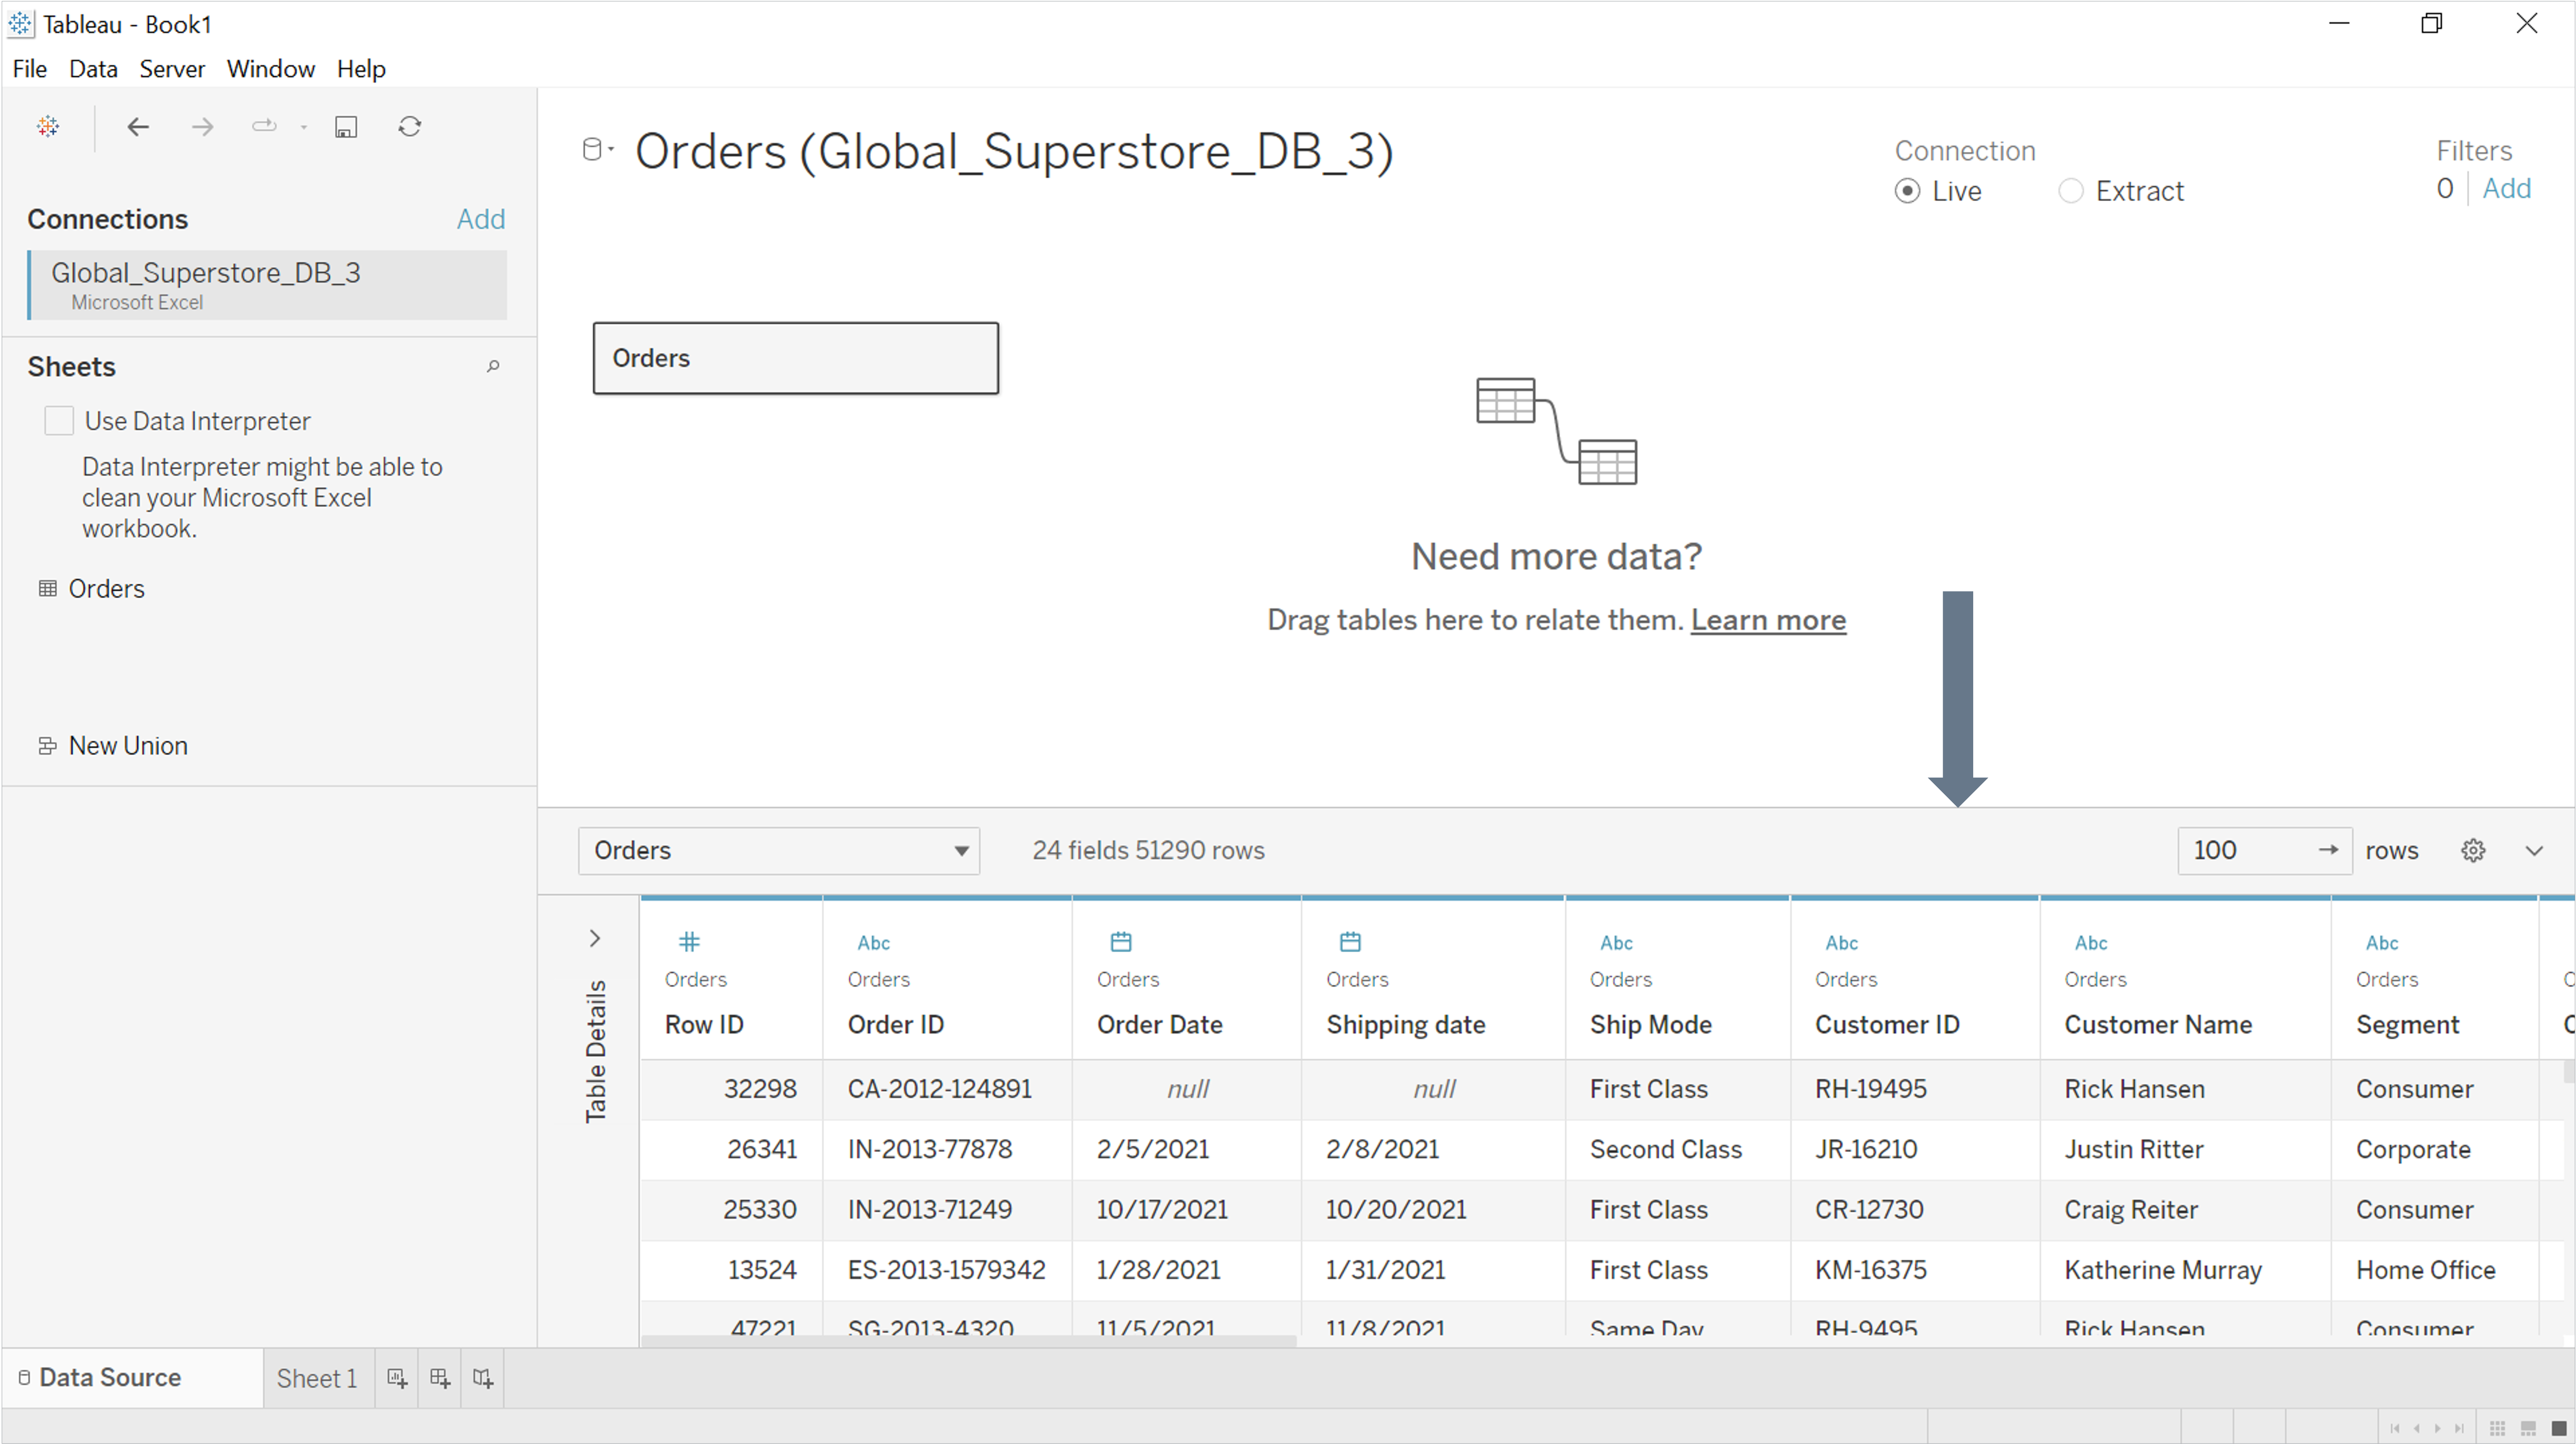 Tableau - Book1
File Data Server Window Help
Connections Add
Global_Superstore_DB_3
Microsoft Excel
Sheets
Use Data Interpreter
Data Interpreter might be able to
clean your Microsoft Excel
workbook.
Orders
New Union
Orders (Global_Superstore_DB_3)
Connection
Live Extract
Filters
0 Add
Orders
Need more data?
Drag tables here to relate them. Learn more
Orders 24 fields 51290 rows 100 rows
Table Details
# Abc Abc Abc Abc Abc
Orders Orders Orders Orders Orders Orders Orders Orders
Row ID Order ID Order Date Shipping date Ship Mode Customer ID Customer Name Segment
32298 CA-2012-124891 null null First Class RH-19495 Rick Hansen Consumer
26341 IN-2013-77878 2/5/2021 2/8/2021 Second Class JR-16210 Justin Ritter Corporate
25330 IN-2013-71249 10/17/2021 10/20/2021 First Class CR-12730 Craig Reiter Consumer
13524 ES-2013-1579342 1/28/2021 1/31/2021 First Class KM-16375 Katherine Murray Home Office
47221 SG-2013-4320 11/5/2021 11/8/2021 Same Day RH-9495 Rick Hansen Consumer
Data Source Sheet 1